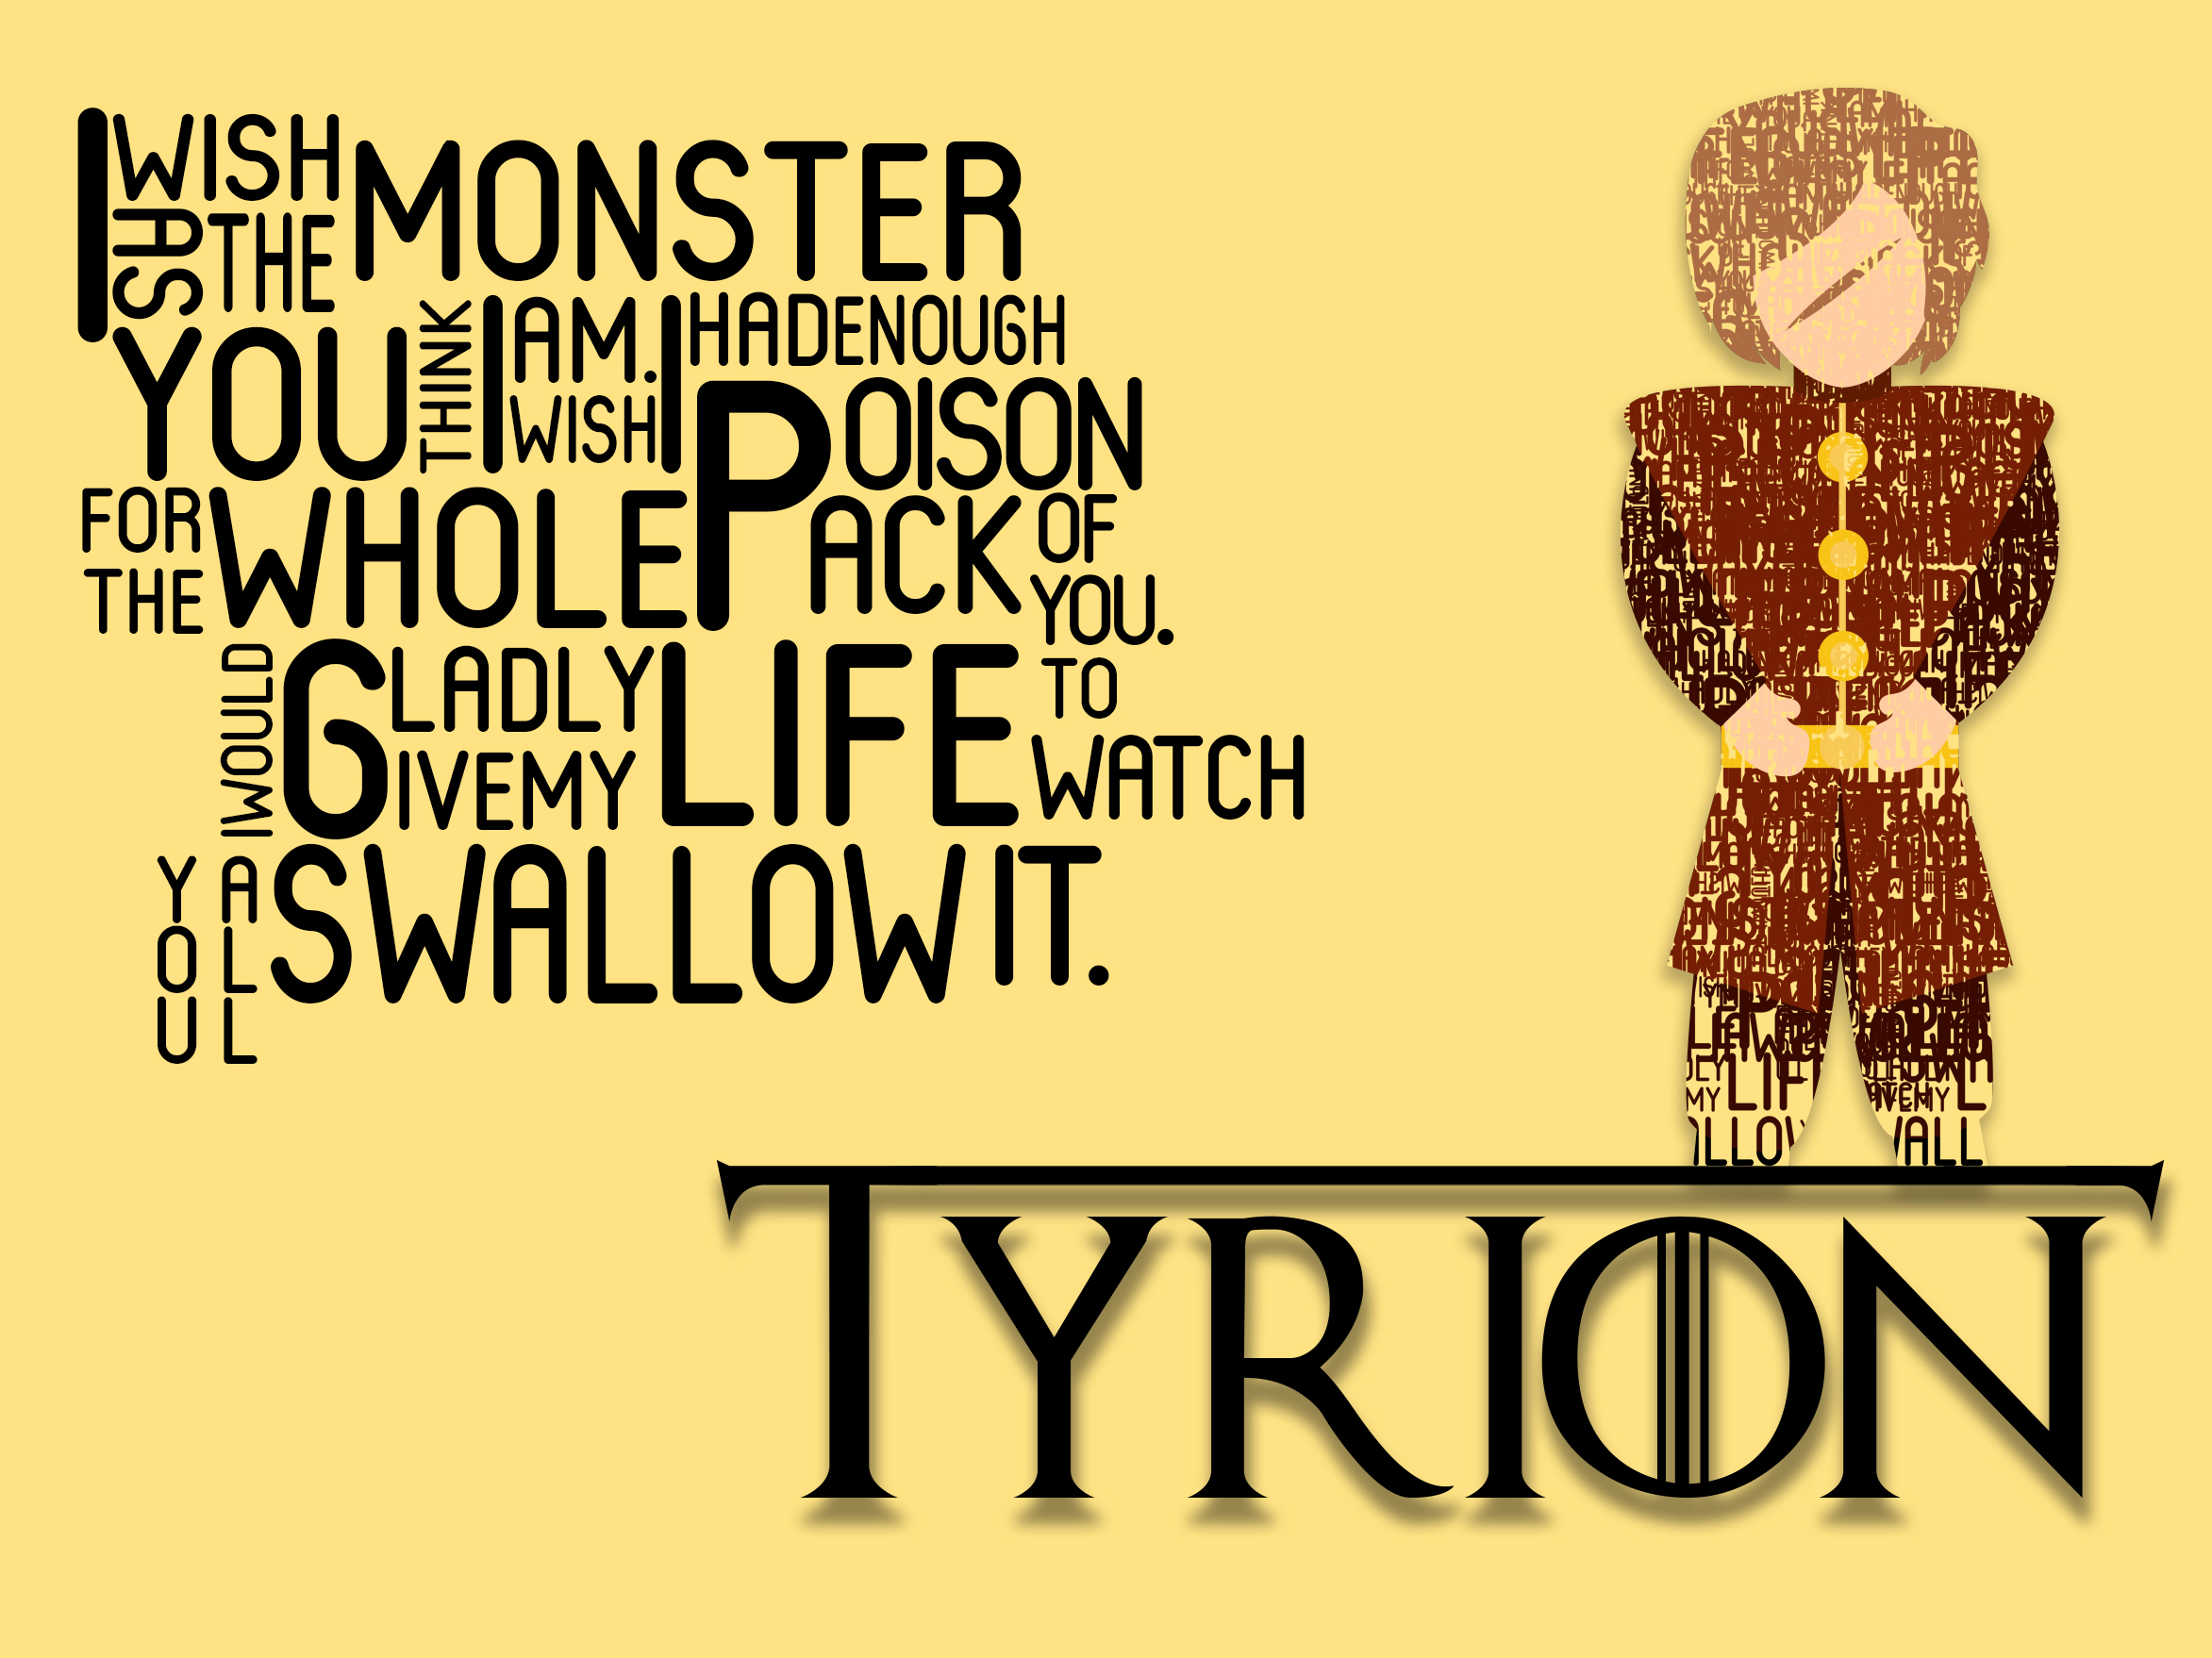 I WISH
WAS THE MONSTER
YOU THINK I AM.
I WISH I HAD ENOUGH
POISON
FOR THE WHOLE PACK OF YOU.
I WOULD GLADLY
GIVE MY LIFE TO WATCH
YOU ALL SWALLOW IT.
TYRION